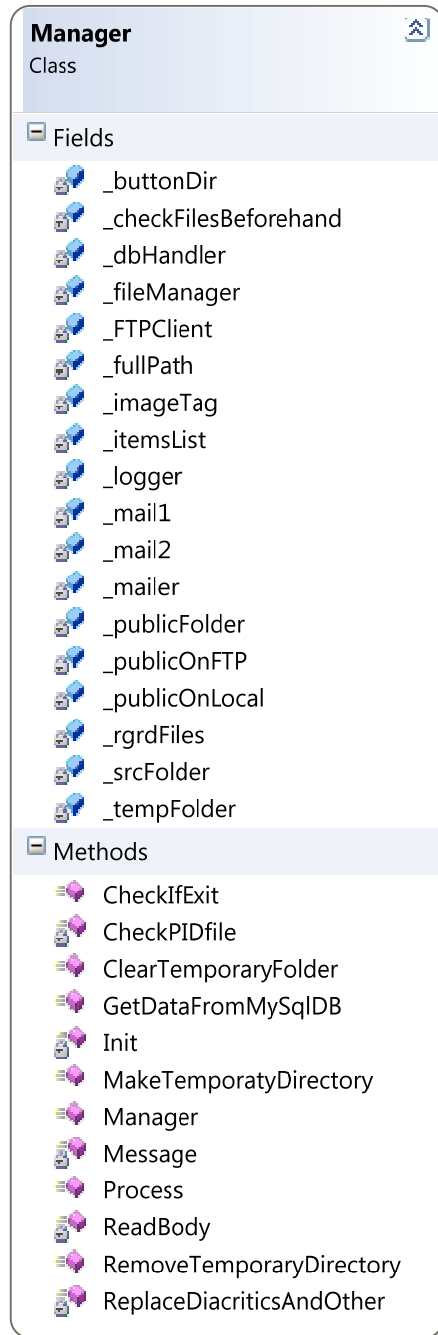 Manager
Class
Fields
_buttonDir
_checkFilesBeforehand
_dbHandler
_fileManager
_FTPClient
_fullPath
_imageTag
_itemsList
_logger
_mail1
_mail2
_mailer
_publicFolder
_publicOnFTP
_publicOnLocal
_rgrdFiles
_srcFolder
_tempFolder
Methods
CheckIfExit
CheckPIDfile
ClearTemporaryFolder
GetDataFromMySqlDB
Init
MakeTemporatyDirectory
Manager
Message
Process
ReadBody
RemoveTemporaryDirectory
ReplaceDiacriticsAndOther